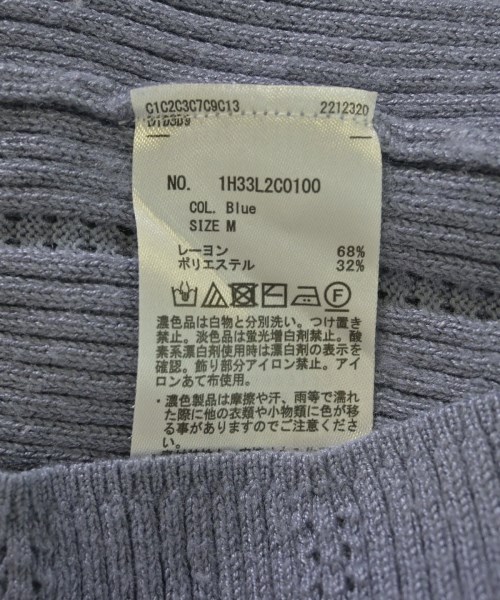 C1C2C3C7C9C13 2212320
D1D3D9
NO. 1H33L2C0100
COL. Blue
SIZE M
レーヨン 68%
ポリエステル 32%
F
濃色品は白物と分別洗い。つけ置き
禁止。淡色品は蛍光増白剤禁止。酸
素系漂白剤使用時は漂白剤の表示を
確認。飾り部分アイロン禁止。アイ
ロンあて布使用。
・濃色製品は摩擦や汗、雨等で濡れ
た際に他の衣類や小物類に色が移
る事がありますのでご注意くださ
い。